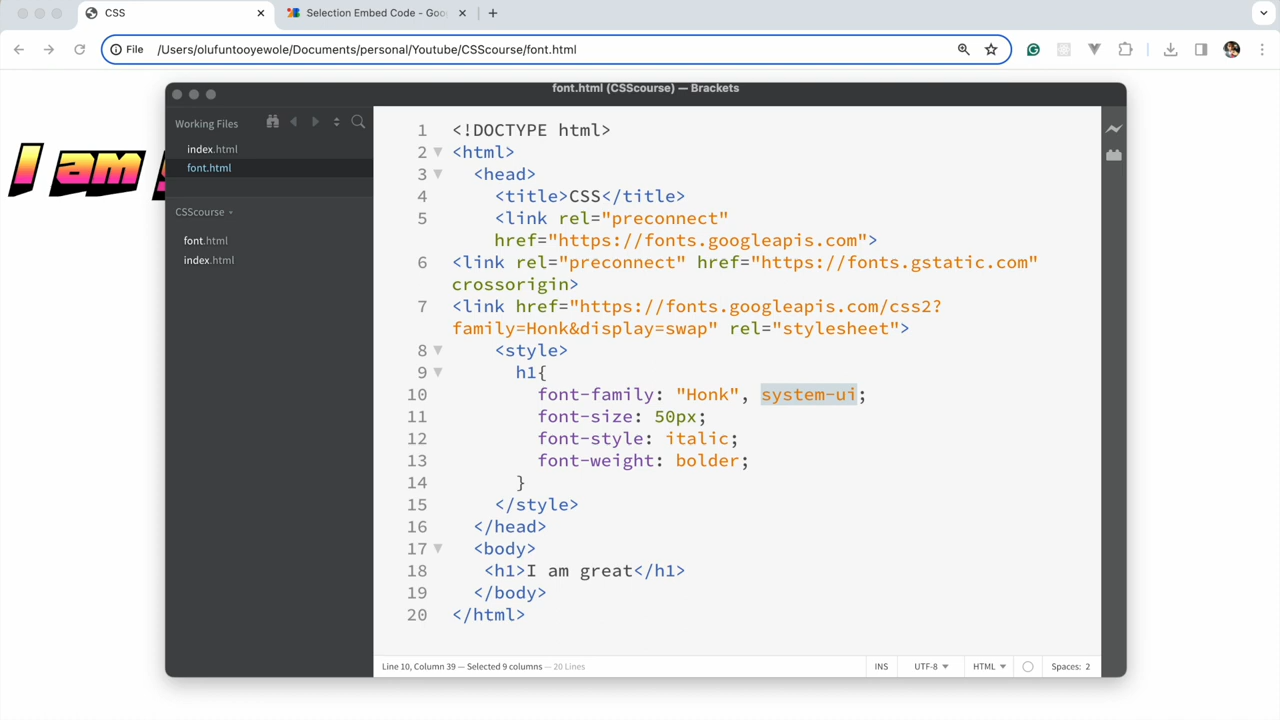 CSS
Selection Embed Code - Goo
File /Users/olufuntooyewole/Documents/personal/Youtube/CSScourse/font.html
font.html (CSScourse) — Brackets
I am
Working Files
index.html
font.html
CSScourse
font.html
index.html
1 <!DOCTYPE html>
2 <html>
3 <head>
4 <title>CSS</title>
5 <link rel="preconnect"
href="https://fonts.googleapis.com">
6 <link rel="preconnect" href="https://fonts.gstatic.com"
crossorigin>
7 <link href="https://fonts.googleapis.com/css2?
family=Honk&display=swap" rel="stylesheet">
8 <style>
9 h1{
10 font-family: "Honk", system-ui;
11 font-size: 50px;
12 font-style: italic;
13 font-weight: bolder;
14 }
15 </style>
16 </head>
17 <body>
18 <h1>I am great</h1>
19 </body>
20 </html>
Line 10, Column 39 — Selected 9 columns — 20 Lines
INS UTF-8 HTML Spaces: 2